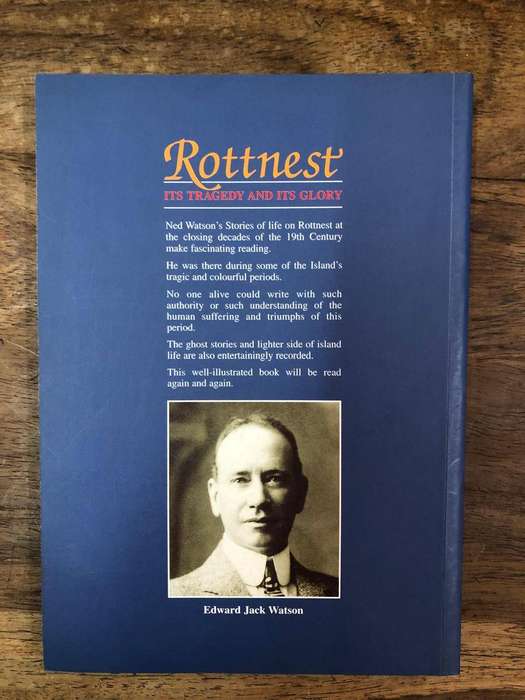 Rottnest
ITS TRAGEDY AND ITS GLORY
Ned Watson's Stories of life on Rottnest at
the closing decades of the 19th Century
make fascinating reading.
He was there during some of the Island's
tragic and colourful periods.
No one alive could write with such
authority or such understanding of the
human suffering and triumphs of this
period.
The ghost stories and lighter side of island
life are also entertainingly recorded.
This well-illustrated book will be read
again and again.
Edward Jack Watson